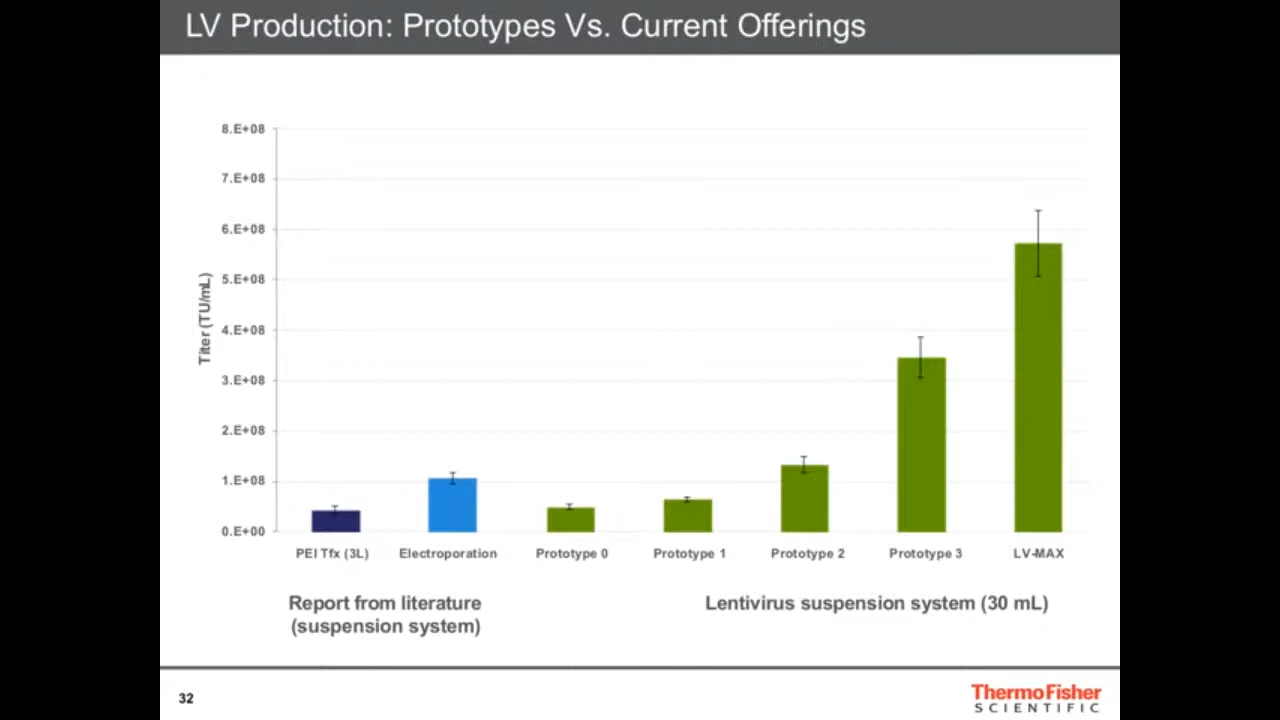 LV Production: Prototypes Vs. Current Offerings
8.E+08
7.E+08
6.E+08
5.E+08
4.E+08
3.E+08
2.E+08
1.E+08
0.E+00
Titer (TU/mL)
PEI Tfx (3L)
Electroporation
Prototype 0
Prototype 1
Prototype 2
Prototype 3
LV-MAX
Report from literature
(suspension system)
Lentivirus suspension system (30 mL)
32
ThermoFisher
SCIENTIFIC